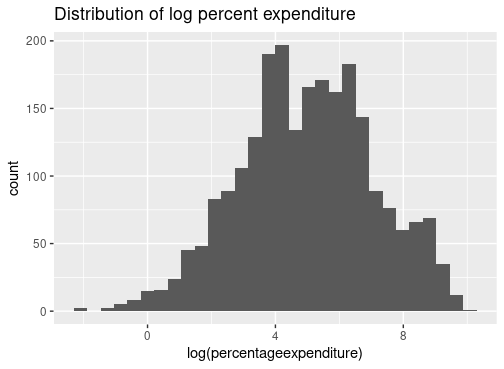 Distribution of log percent expenditure
200
150
100
50
0
count
0 4 8
log(percentageexpenditure)